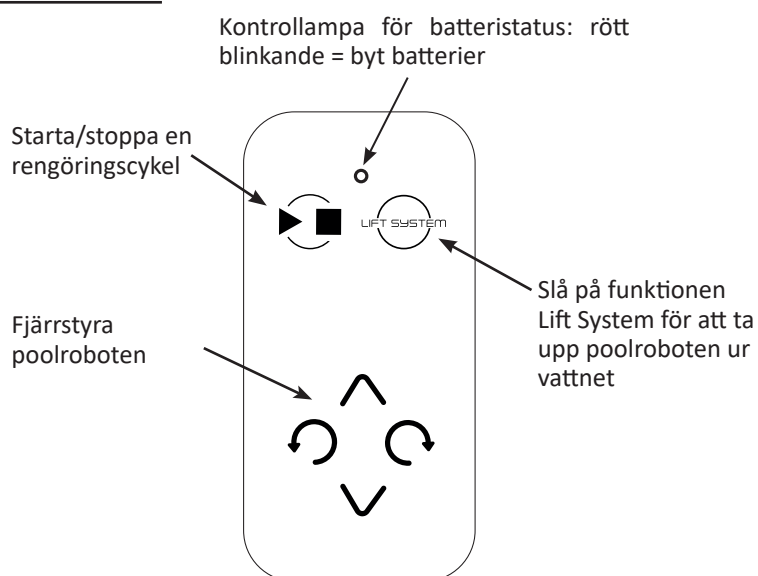 Kontrollampa för batteristatus: rött
blinkande = byt batterier
Starta/stoppa en
rengöringscykel
LIFT SYSTEM
Slå på funktionen
Lift System för att ta
upp poolroboten ur
vattnet
Fjärrstyra
poolroboten